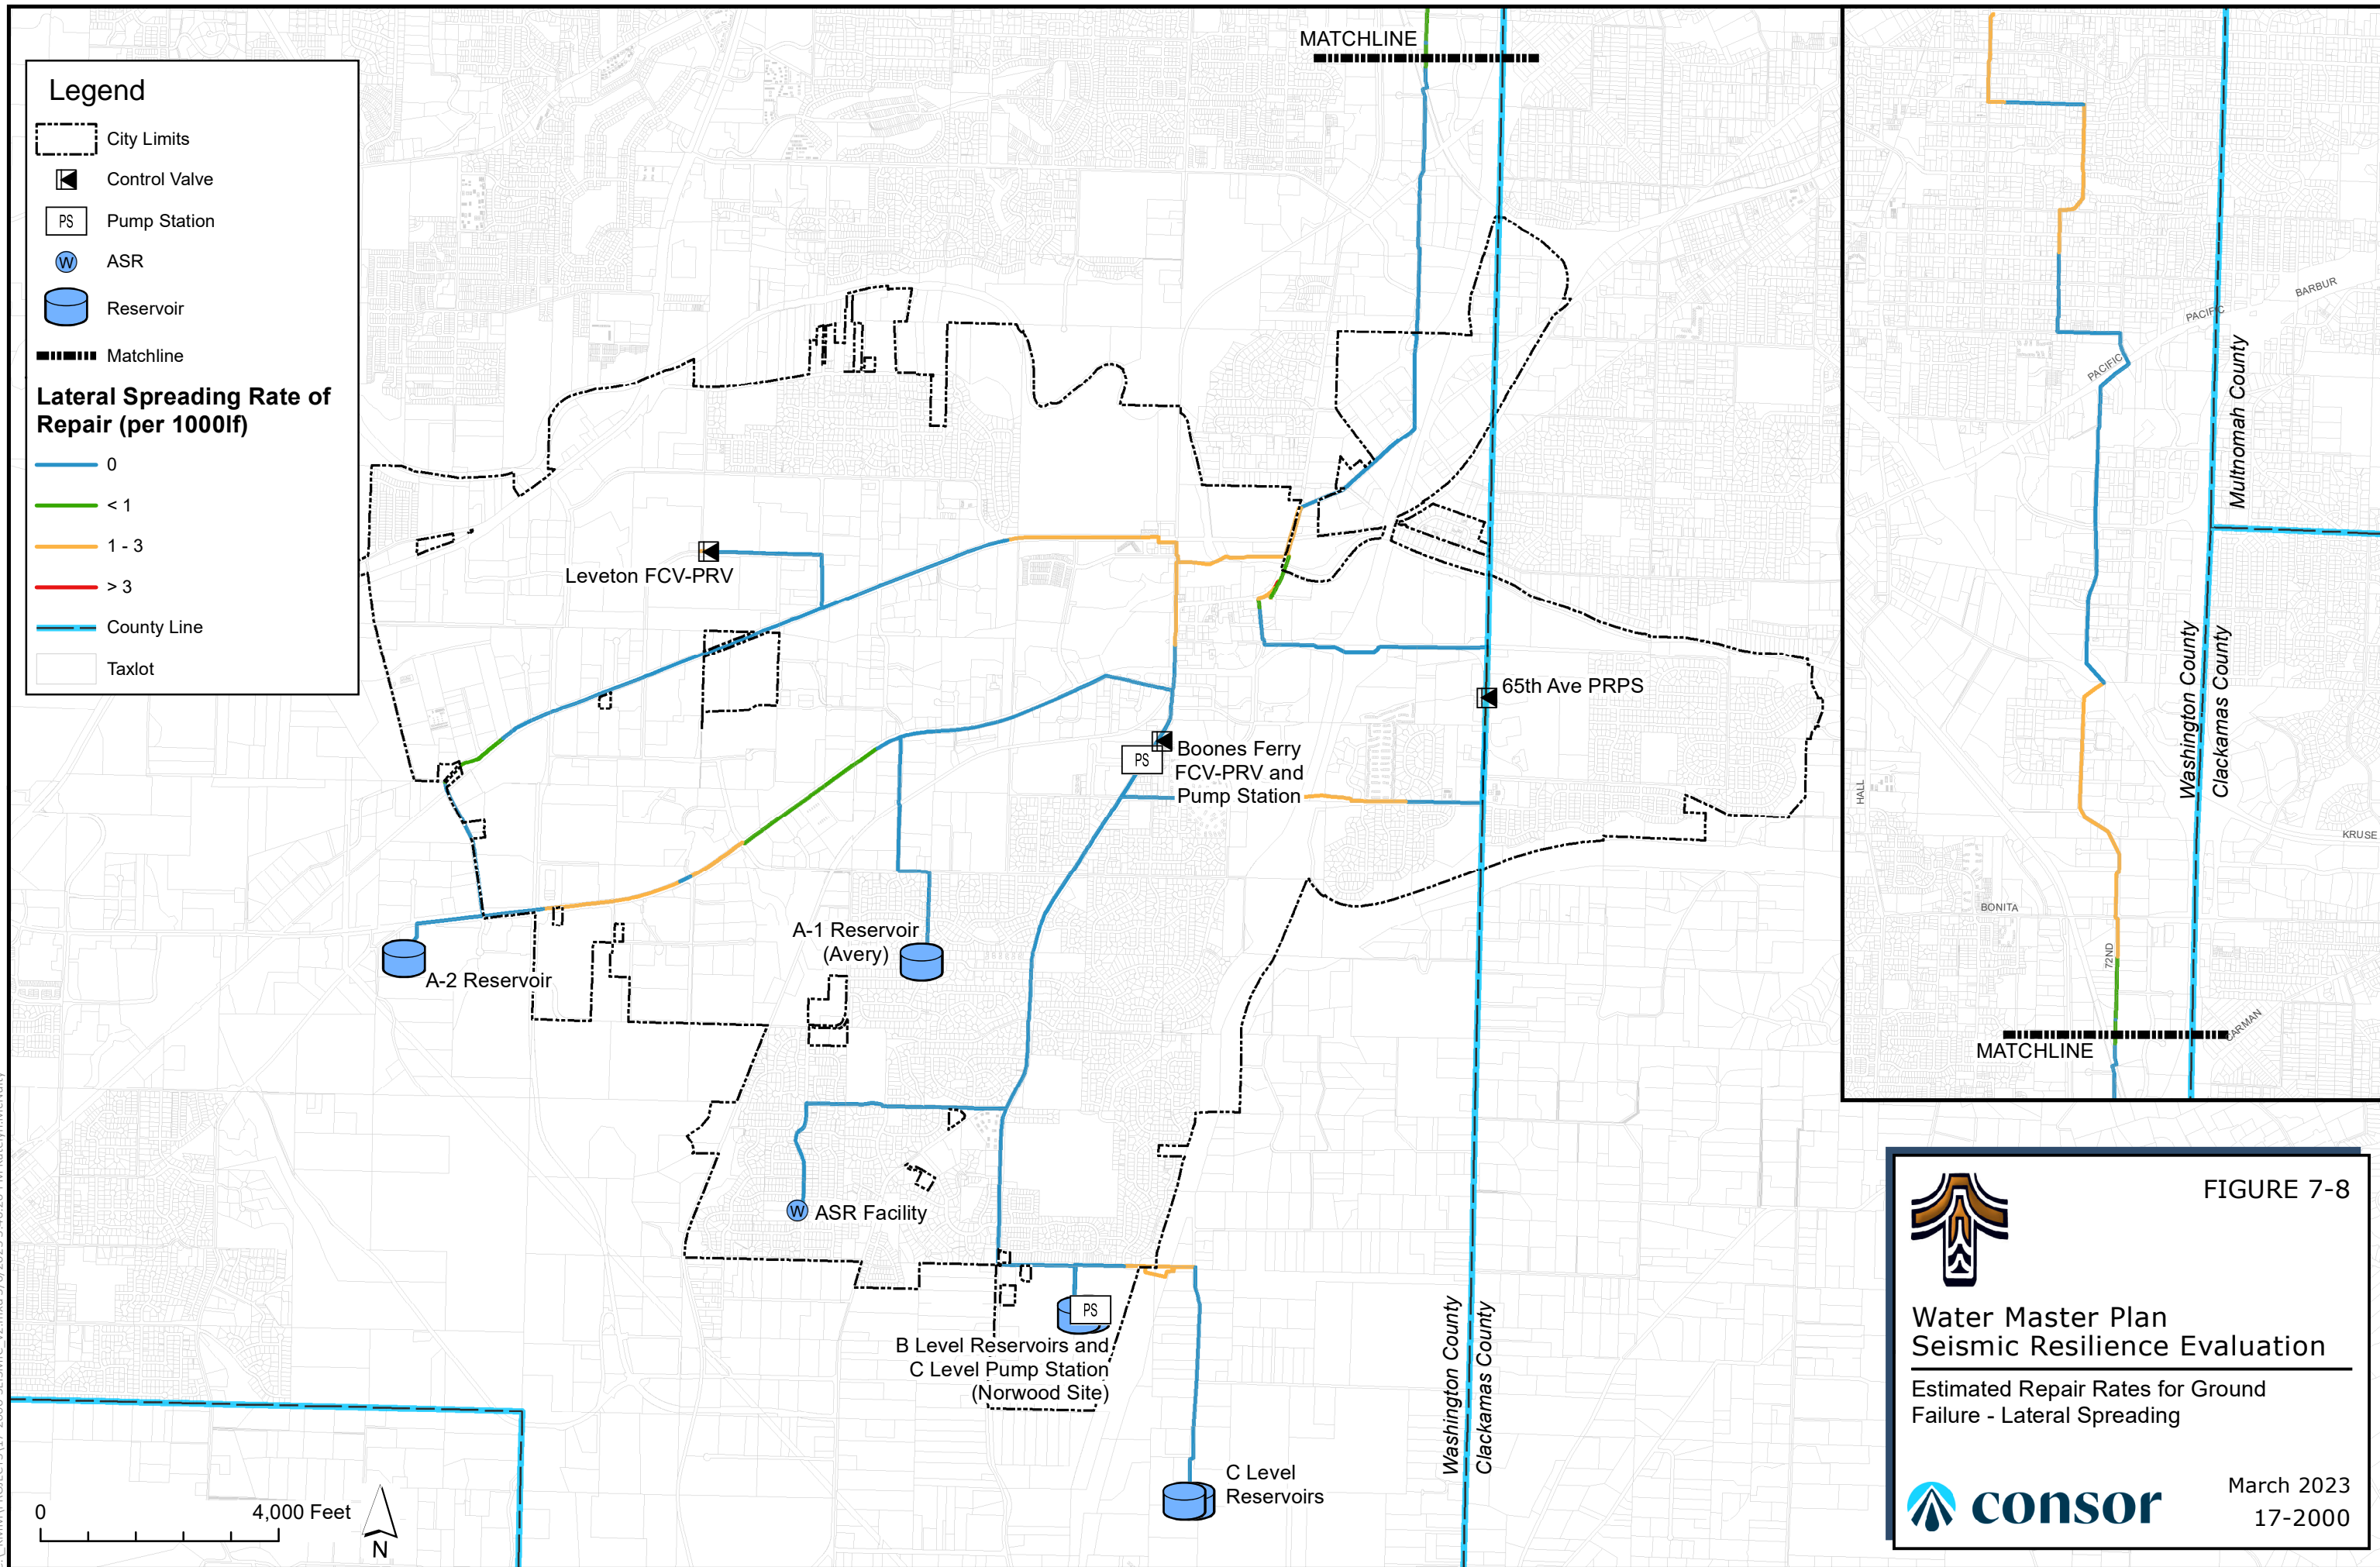 Legend
City Limits
Control Valve
PS
Pump Station
W
ASR
Reservoir
Matchline
Lateral Spreading Rate of
Repair (per 1000lf)
0
< 1
1 - 3
> 3
County Line
Taxlot
MATCHLINE
Leveton FCV-PRV
65th Ave PRPS
PS
Boones Ferry
FCV-PRV and
Pump Station
A-1 Reservoir
(Avery)
A-2 Reservoir
W
ASR Facility
PS
B Level Reservoirs and
C Level Pump Station
(Norwood Site)
C Level
Reservoirs
Washington County
Clackamas County
0
4,000 Feet
N
BARBUR
PACIFIC
PACIFIC
Multnomah County
Washington County
Clackamas County
HALL
KRUSE
BONITA
72ND
CARMAN
MATCHLINE
FIGURE 7-8
Water Master Plan
Seismic Resilience Evaluation
Estimated Repair Rates for Ground
Failure - Lateral Spreading
consor
March 2023
17-2000